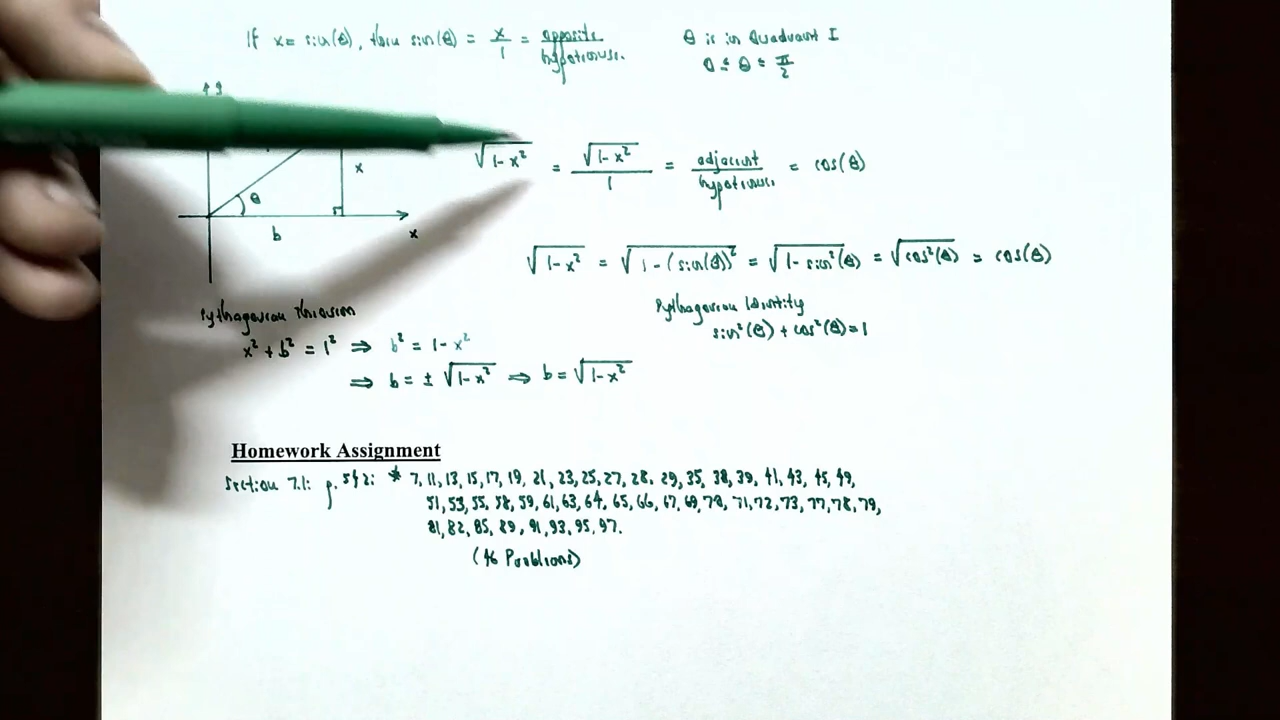 If x = sin(θ), then sin(θ) = x/1 = opposite/hypotenuse. θ is in Quadrant I
0 ≤ θ ≤ π/2
y
√(1-x²) = √(1-x²)/1 = adjacent/hypotenuse = cos(θ)
x
θ
b
x
√(1-x²) = √(1-(sin(θ))²) = √(1-sin²(θ)) = √(cos²(θ)) = cos(θ)
Pythagorean Theorem
Pythagorean Identity
sin²(θ) + cos²(θ) = 1
x² + b² = 1² ⇒ b² = 1-x²
⇒ b = ± √(1-x²) ⇒ b = √(1-x²)
Homework Assignment
Section 7.1: p. 542: * 7, 11, 13, 15, 17, 19, 21, 23, 25, 27, 28, 29, 35, 38, 39, 41, 43, 45, 49,
51, 53, 55, 58, 59, 61, 63, 64, 65, 66, 67, 69, 70, 71, 72, 73, 77, 78, 79,
81, 82, 85, 89, 91, 93, 95, 97.
(46 Problems)